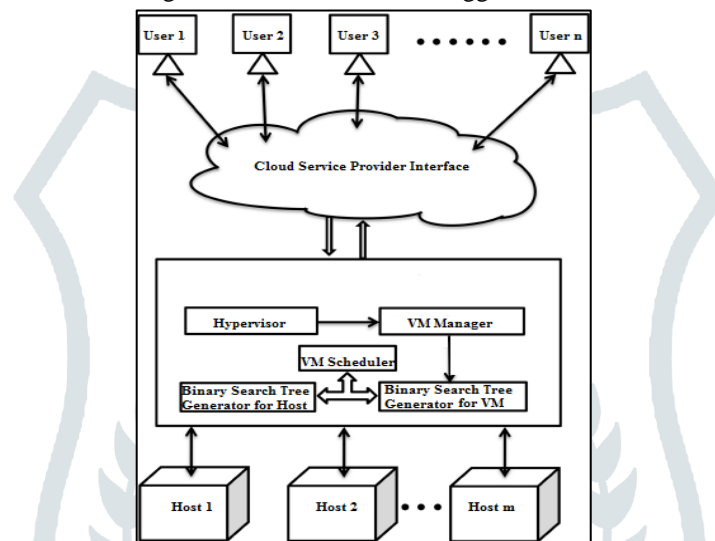 User 1 User 2 User 3 User n
Cloud Service Provider Interface
Hypervisor VM Manager
VM Scheduler
Binary Search Tree Generator for Host
Binary Search Tree Generator for VM
Host 1 Host 2 Host m